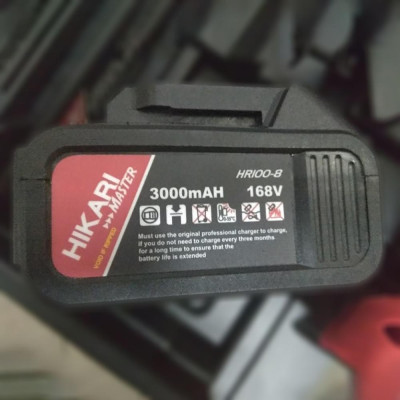 HIKARI
>>>MASTER
HR100-B
3000mAH 168V
Must use the original professional charger to charge.
if you do not need to charge every three months
for a long time to ensure that the
battery life is extended